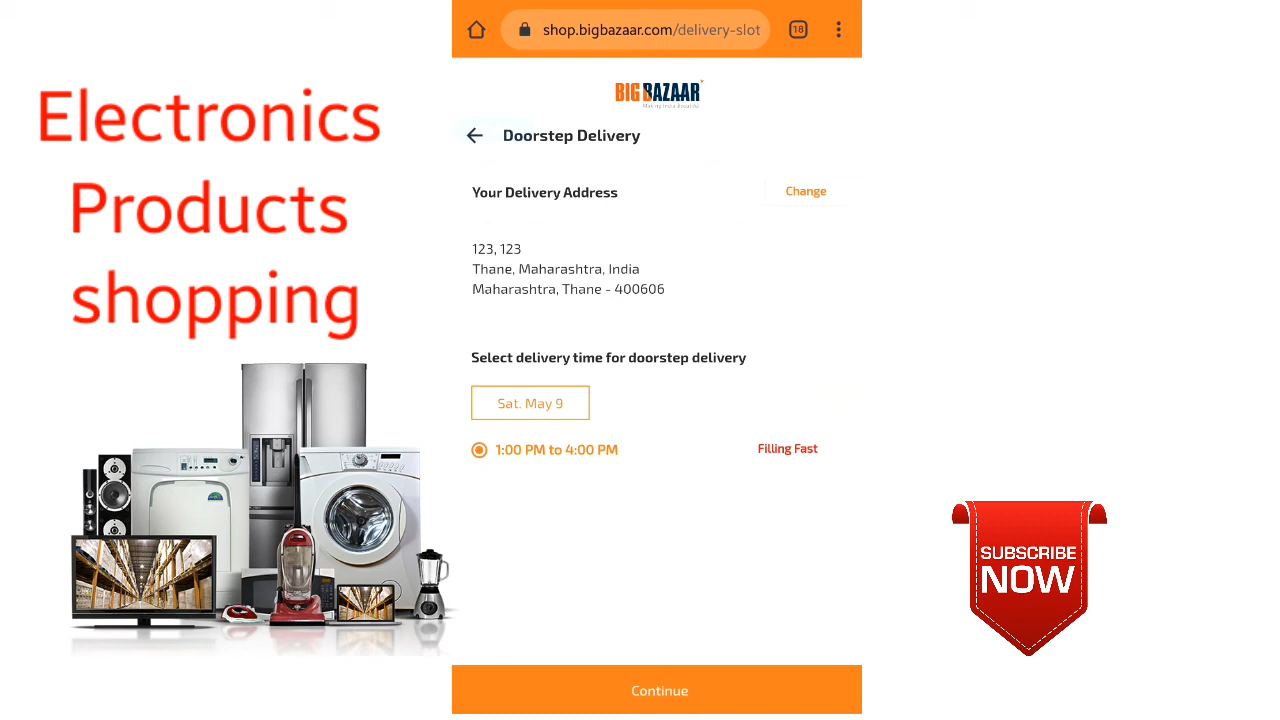 Electronics
Products
shopping
shop.bigbazaar.com/delivery-slot
18
BIG BAZAAR
Doorstep Delivery
Your Delivery Address
Change
123, 123
Thane, Maharashtra, India
Maharashtra, Thane - 400606
Select delivery time for doorstep delivery
Sat. May 9
1:00 PM to 4:00 PM
Filling Fast
Continue
SUBSCRIBE
NOW